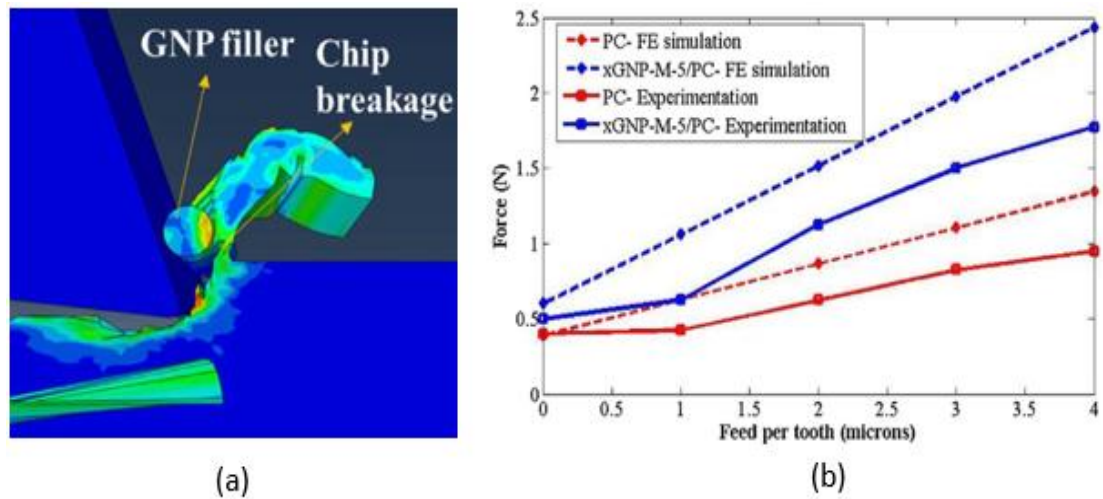 GNP filler
Chip
breakage
(a)
PC- FE simulation
xGNP-M-5/PC- FE simulation
PC- Experimentation
xGNP-M-5/PC- Experimentation
Force (N)
2.5
2
1.5
1
0.5
0
0 0.5 1 1.5 2 2.5 3 3.5 4
Feed per tooth (microns)
(b)